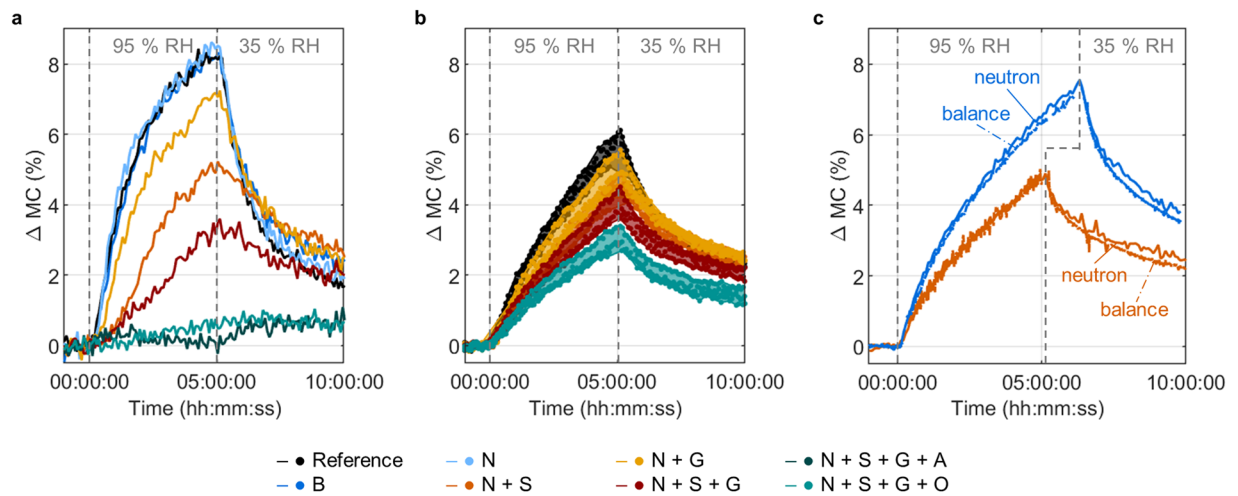 a
b
c
95 % RH
35 % RH
95 % RH
35 % RH
95 % RH
35 % RH
neutron
balance
neutron
balance
Δ MC (%)
8
6
4
2
0
00:00:00
05:00:00
10:00:00
Time (hh:mm:ss)
Δ MC (%)
8
6
4
2
0
00:00:00
05:00:00
10:00:00
Time (hh:mm:ss)
Δ MC (%)
8
6
4
2
0
00:00:00
05:00:00
10:00:00
Time (hh:mm:ss)
Reference
N
N + G
N + S + G + A
B
N + S
N + S + G
N + S + G + O